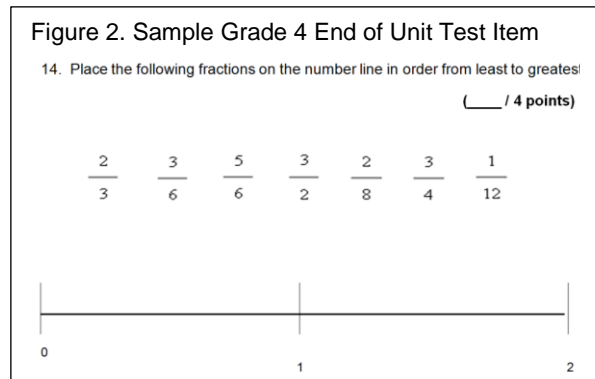 Figure 2. Sample Grade 4 End of Unit Test Item
14. Place the following fractions on the number line in order from least to greatest
(____/ 4 points)
2/3 3/6 5/6 3/2 2/8 3/4 1/12
0 1 2